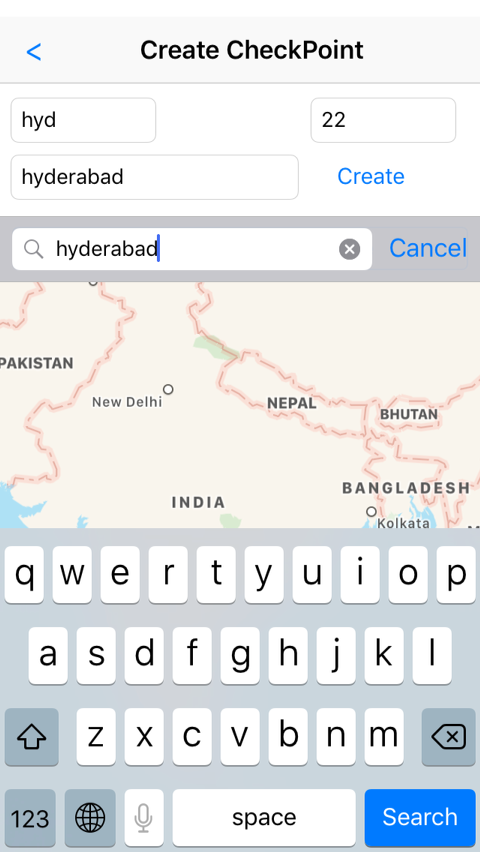 < Create CheckPoint
hyd 22
hyderabad Create
hyderabad Cancel
PAKISTAN
New Delhi
NEPAL
BHUTAN
BANGLADESH
INDIA
Kolkata
q w e r t y u i o p
a s d f g h j k l
z x c v b n m
123 space Search